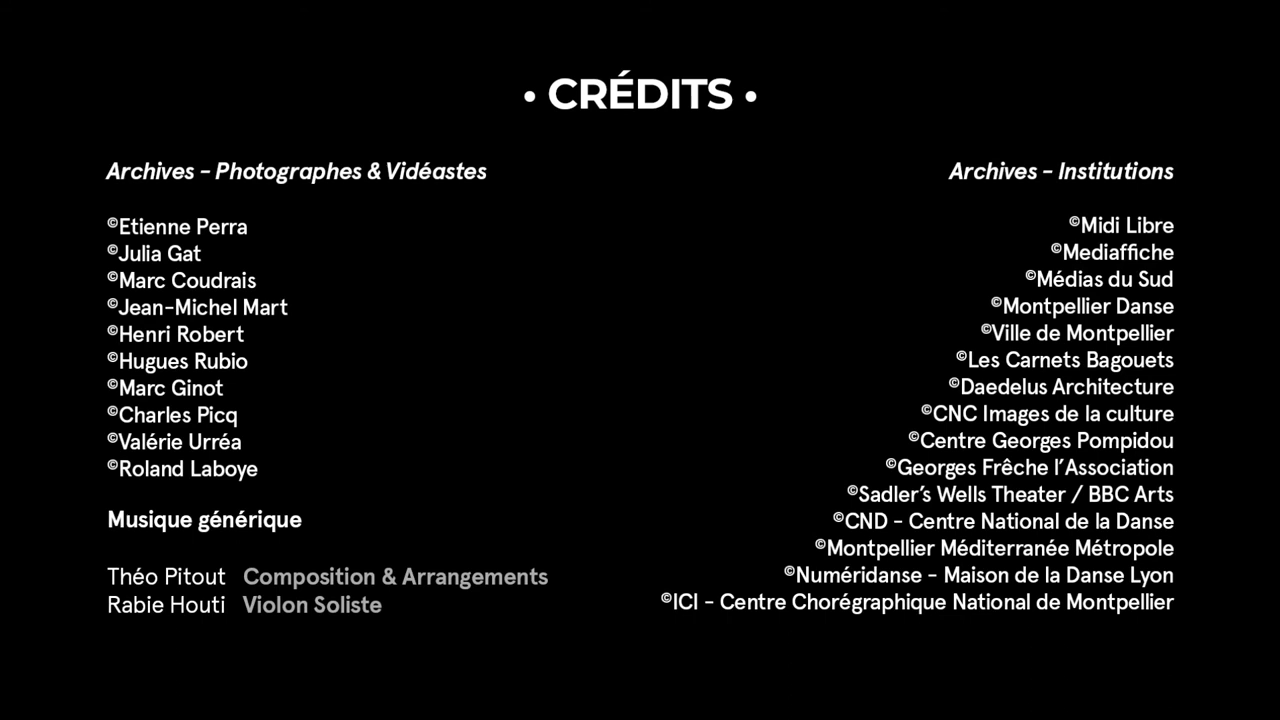 • CRÉDITS •
Archives - Photographes & Vidéastes
©Etienne Perra
©Julia Gat
©Marc Coudrais
©Jean-Michel Mart
©Henri Robert
©Hugues Rubio
©Marc Ginot
©Charles Picq
©Valérie Urréa
©Roland Laboye
Musique générique
Théo Pitout Composition & Arrangements
Rabie Houti Violon Soliste
Archives - Institutions
©Midi Libre
©Mediaffiche
©Médias du Sud
©Montpellier Danse
©Ville de Montpellier
©Les Carnets Bagouets
©Daedelus Architecture
©CNC Images de la culture
©Centre Georges Pompidou
©Georges Frêche l’Association
©Sadler’s Wells Theater / BBC Arts
©CND - Centre National de la Danse
©Montpellier Méditerranée Métropole
©Numéridanse - Maison de la Danse Lyon
©ICI - Centre Chorégraphique National de Montpellier